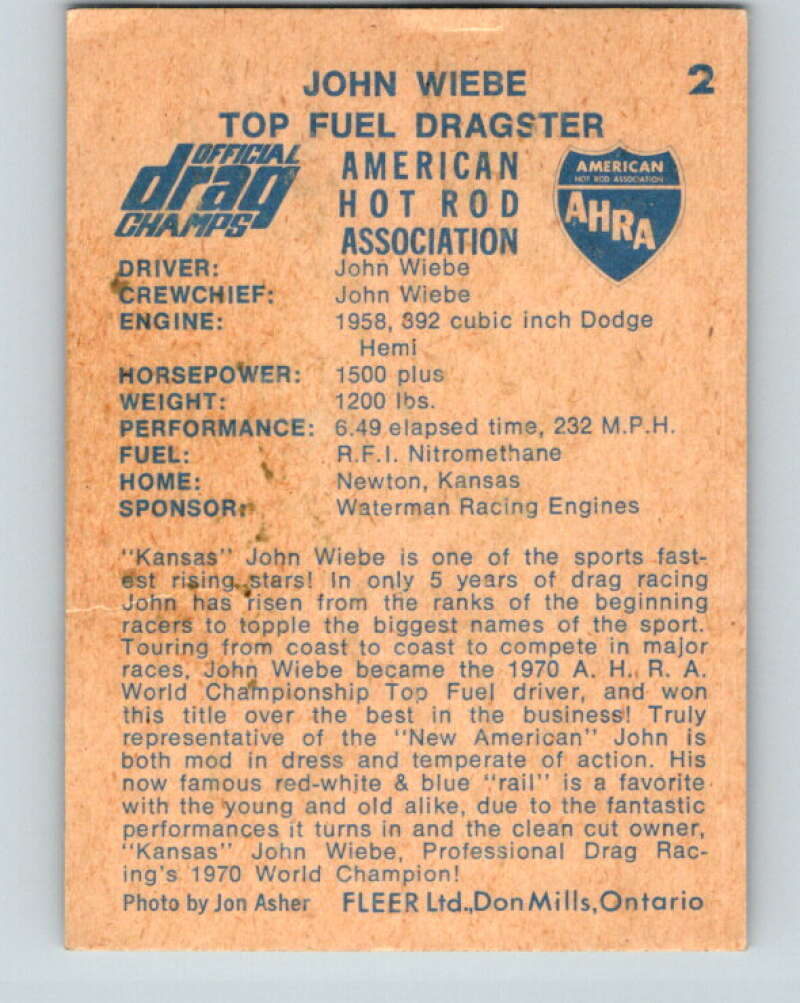 JOHN WIEBE 2
TOP FUEL DRAGSTER
OFFICIAL
drag
CHAMPS
AMERICAN
HOT ROD
ASSOCIATION
AMERICAN
HOT ROD ASSOCIATION
AHRA
DRIVER: John Wiebe
CREWCHIEF: John Wiebe
ENGINE: 1958, 392 cubic inch Dodge
Hemi
HORSEPOWER: 1500 plus
WEIGHT: 1200 lbs.
PERFORMANCE: 6.49 elapsed time, 232 M.P.H.
FUEL: R.F.I. Nitromethane
HOME: Newton, Kansas
SPONSOR: Waterman Racing Engines
"Kansas" John Wiebe is one of the sports fast-
est rising stars! In only 5 years of drag racing
John has risen from the ranks of the beginning
racers to topple the biggest names of the sport.
Touring from coast to coast to compete in major
races, John Wiebe became the 1970 A. H. R. A.
World Championship Top Fuel driver, and won
this title over the best in the business! Truly
representative of the "New American" John is
both mod in dress and temperate of action. His
now famous red-white & blue "rail" is a favorite
with the young and old alike, due to the fantastic
performances it turns in and the clean cut owner,
"Kansas" John Wiebe, Professional Drag Rac-
ing's 1970 World Champion!
Photo by Jon Asher FLEER Ltd., Don Mills, Ontario